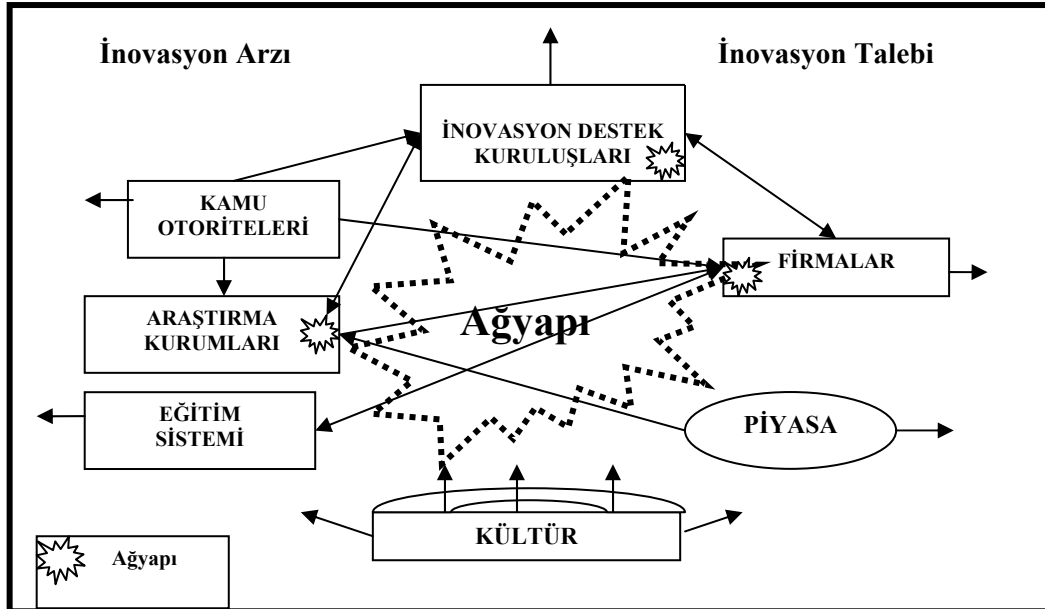 İnovasyon Arzı
İnovasyon Talebi
İNOVASYON DESTEK
KURULUŞLARI
KAMU
OTORİTELERİ
FİRMALAR
ARAŞTIRMA
KURUMLARI
Ağyapı
EĞİTİM
SİSTEMİ
PİYASA
KÜLTÜR
Ağyapı